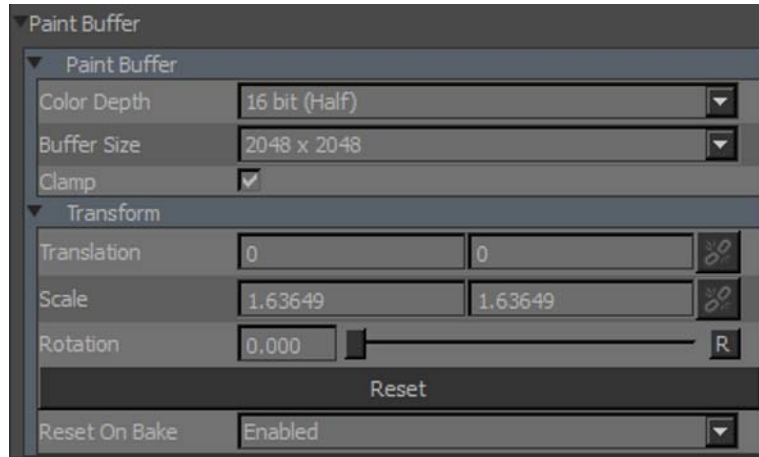 Paint Buffer
Paint Buffer
Color Depth 16 bit (Half)
Buffer Size 2048 x 2048
Clamp
Transform
Translation 0 0
Scale 1.63649 1.63649
Rotation 0.000 R
Reset
Reset On Bake Enabled